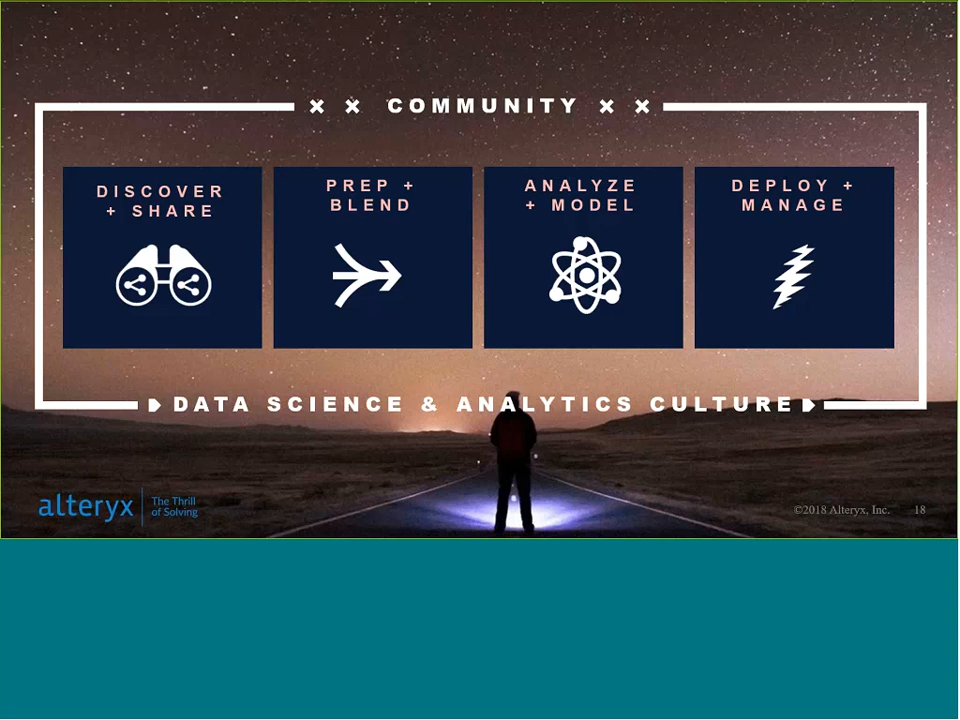 COMMUNITY
DISCOVER
+ SHARE
PREP +
BLEND
ANALYZE
+ MODEL
DEPLOY +
MANAGE
DATA SCIENCE & ANALYTICS CULTURE
alteryx
The Thrill
of Solving
©2018 Alteryx, Inc. 18